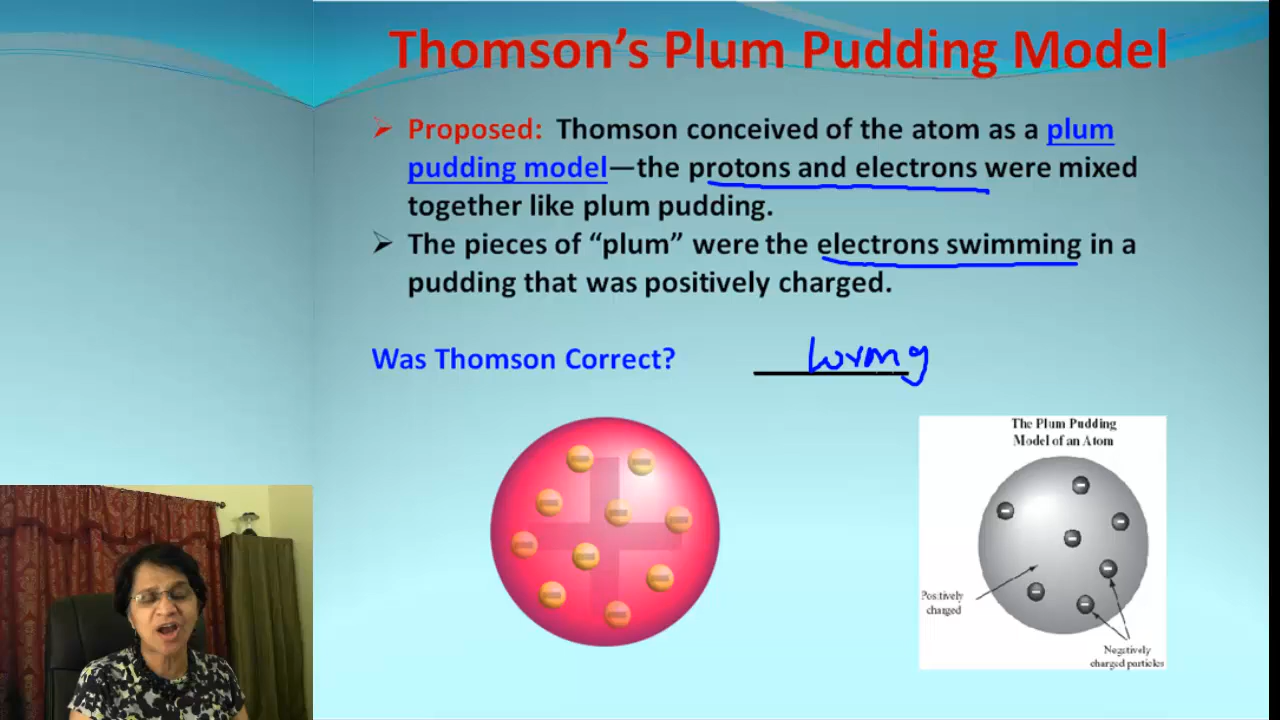 Thomson's Plum Pudding Model
➢ Proposed: Thomson conceived of the atom as a plum
pudding model—the protons and electrons were mixed
together like plum pudding.
➢ The pieces of “plum” were the electrons swimming in a
pudding that was positively charged.
Was Thomson Correct? wrong
The Plum Pudding
Model of an Atom
Positively
charged
Negatively
charged particles